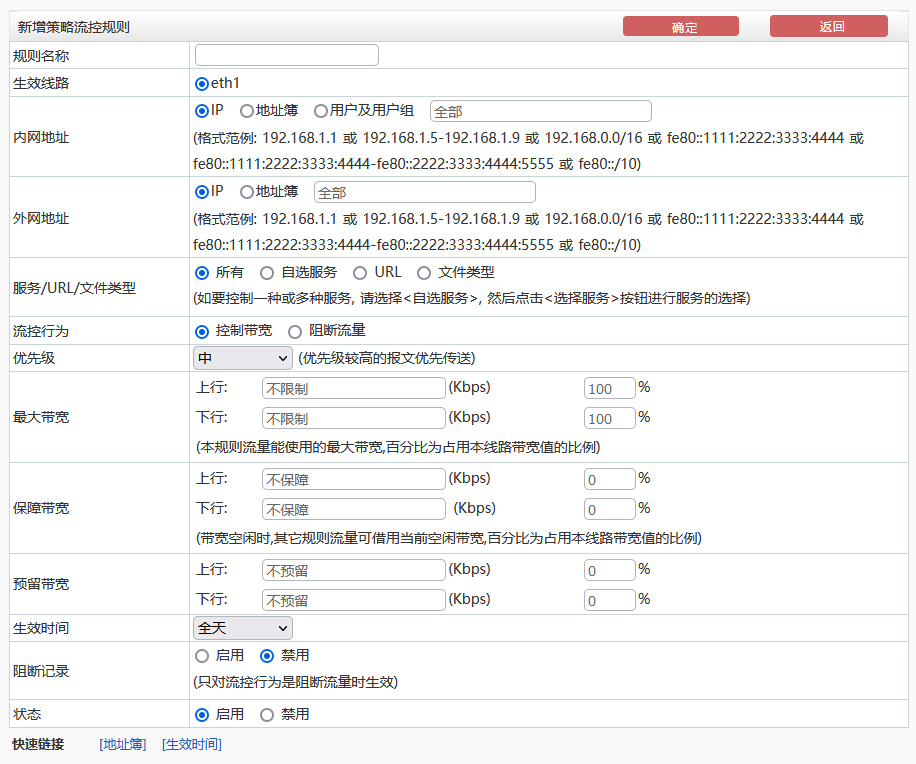 新增策略流控规则 确定 返回
规则名称
生效线路 eth1
内网地址 IP 地址簿 用户及用户组 全部
(格式范例: 192.168.1.1 或 192.168.1.5-192.168.1.9 或 192.168.0.0/16 或 fe80::1111:2222:3333:4444 或
fe80::1111:2222:3333:4444-fe80::2222:3333:4444:5555 或 fe80::/10)
外网地址 IP 地址簿 全部
(格式范例: 192.168.1.1 或 192.168.1.5-192.168.1.9 或 192.168.0.0/16 或 fe80::1111:2222:3333:4444 或
fe80::1111:2222:3333:4444-fe80::2222:3333:4444:5555 或 fe80::/10)
服务/URL/文件类型 所有 自选服务 URL 文件类型
(如要控制一种或多种服务, 请选择<自选服务>, 然后点击<选择服务>按钮进行服务的选择)
流控行为 控制带宽 阻断流量
优先级 中 (优先级较高的报文优先传送)
最大带宽 上行: 不限制 (Kbps) 100 %
下行: 不限制 (Kbps) 100 %
(本规则流量能使用的最大带宽,百分比为占用本线路带宽值的比例)
保障带宽 上行: 不保障 (Kbps) 0 %
下行: 不保障 (Kbps) 0 %
(带宽空闲时,其它规则流量可借用当前空闲带宽,百分比为占用本线路带宽值的比例)
预留带宽 上行: 不预留 (Kbps) 0 %
下行: 不预留 (Kbps) 0 %
生效时间 全天
阻断记录 启用 禁用
(只对流控行为是阻断流量时生效)
状态 启用 禁用
快速链接 [地址簿] [生效时间]